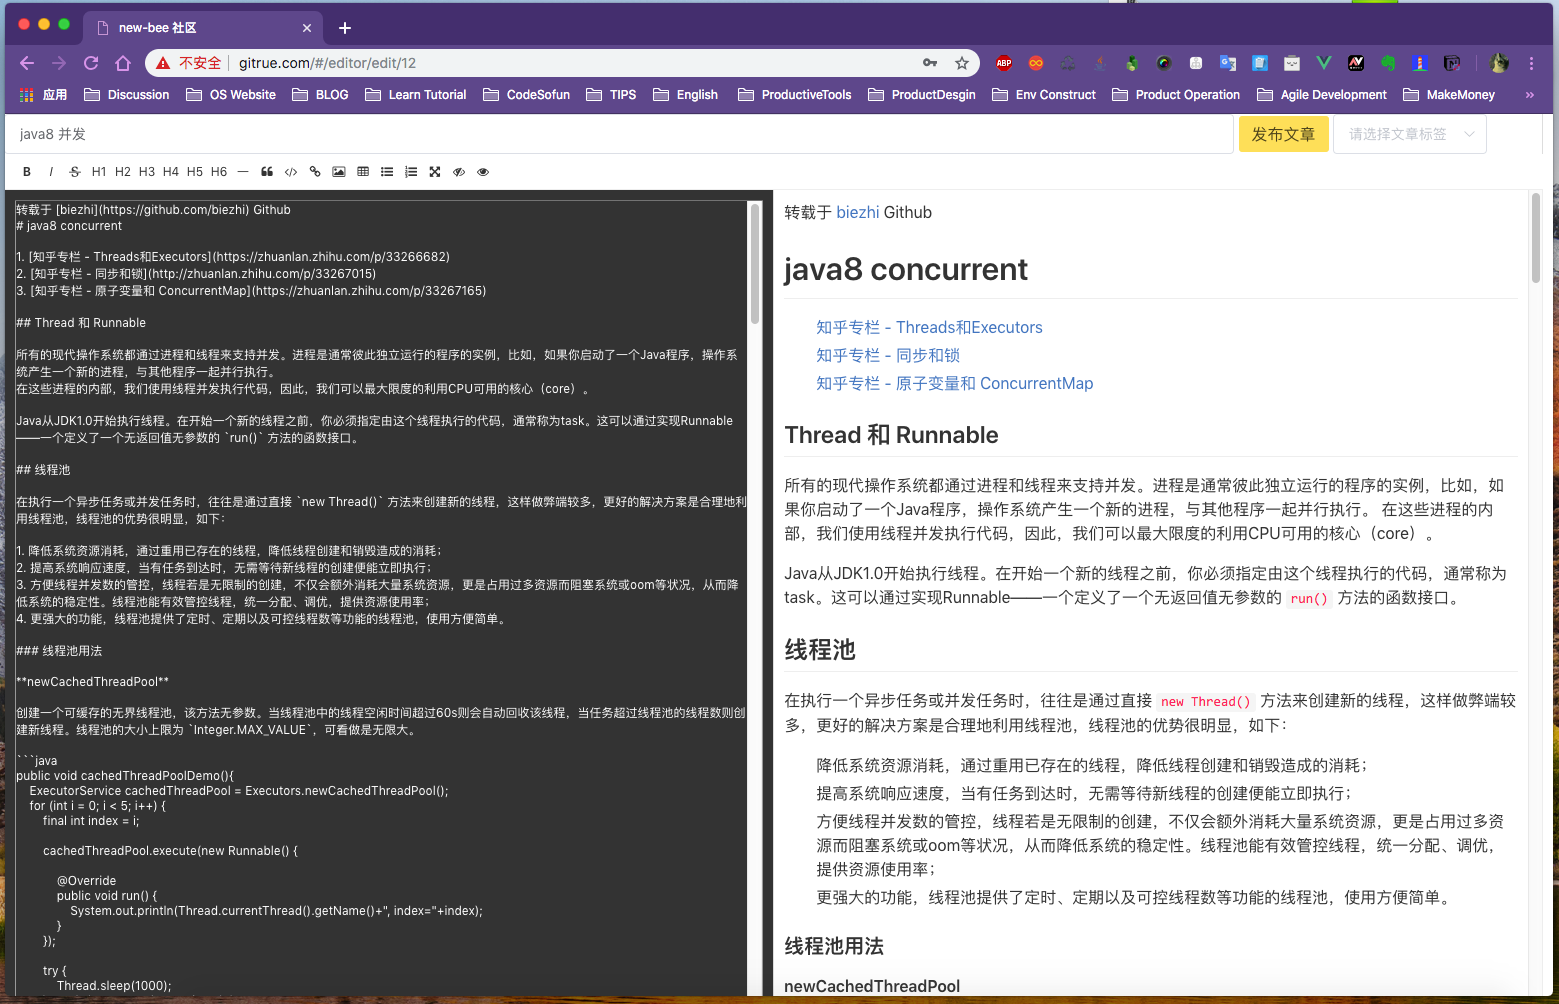 new-bee 社区
不安全 gitrue.com/#/editor/edit/12
ABP
应用 Discussion OS Website BLOG Learn Tutorial CodeSofun TIPS English ProductiveTools ProductDesgin Env Construct Product Operation Agile Development MakeMoney »
java8 并发 发布文章 请选择文章标签
B I S H1 H2 H3 H4 H5 H6
转载于 [biezhi](https://github.com/biezhi) Github
# java8 concurrent
1. [知乎专栏 - Threads和Executors](https://zhuanlan.zhihu.com/p/33266682)
2. [知乎专栏 - 同步和锁](http://zhuanlan.zhihu.com/p/33267015)
3. [知乎专栏 - 原子变量和 ConcurrentMap](https://zhuanlan.zhihu.com/p/33267165)
## Thread 和 Runnable
所有的现代操作系统都通过进程和线程来支持并发。进程是通常彼此独立运行的程序的实例，比如，如果你启动了一个Java程序，操作系
统产生一个新的进程，与其他程序一起并行执行。
在这些进程的内部，我们使用线程并发执行代码，因此，我们可以最大限度的利用CPU可用的核心（core）。
Java从JDK1.0开始执行线程。在开始一个新的线程之前，你必须指定由这个线程执行的代码，通常称为task。这可以通过实现Runnable
——一个定义了一个无返回值无参数的 `run()` 方法的函数接口。
## 线程池
在执行一个异步任务或并发任务时，往往是通过直接 `new Thread()` 方法来创建新的线程，这样做弊端较多，更好的解决方案是合理地利
用线程池，线程池的优势很明显，如下：
1. 降低系统资源消耗，通过重用已存在的线程，降低线程创建和销毁造成的消耗；
2. 提高系统响应速度，当有任务到达时，无需等待新线程的创建便能立即执行；
3. 方便线程并发数的管控，线程若是无限制的创建，不仅会额外消耗大量系统资源，更是占用过多资源而阻塞系统或oom等状况，从而降
低系统的稳定性。线程池能有效管控线程，统一分配、调优，提供资源使用率；
4. 更强大的功能，线程池提供了定时、定期以及可控线程数等功能的线程池，使用方便简单。
### 线程池用法
**newCachedThreadPool**
创建一个可缓存的无界线程池，该方法无参数。当线程池中的线程空闲时间超过60s则会自动回收该线程，当任务超过线程池的线程数则创
建新线程。线程池的大小上限为 `Integer.MAX_VALUE`，可看做是无限大。
```java
public void cachedThreadPoolDemo(){
ExecutorService cachedThreadPool = Executors.newCachedThreadPool();
for (int i = 0; i < 5; i++) {
final int index = i;
cachedThreadPool.execute(new Runnable() {
@Override
public void run() {
System.out.println(Thread.currentThread().getName()+", index="+index);
}
});
try {
Thread.sleep(1000);
转载于 biezhi Github
java8 concurrent
知乎专栏 - Threads和Executors
知乎专栏 - 同步和锁
知乎专栏 - 原子变量和 ConcurrentMap
Thread 和 Runnable
所有的现代操作系统都通过进程和线程来支持并发。进程是通常彼此独立运行的程序的实例，比如，如
果你启动了一个Java程序，操作系统产生一个新的进程，与其他程序一起并行执行。 在这些进程的内
部，我们使用线程并发执行代码，因此，我们可以最大限度的利用CPU可用的核心（core）。
Java从JDK1.0开始执行线程。在开始一个新的线程之前，你必须指定由这个线程执行的代码，通常称为
task。这可以通过实现Runnable——一个定义了一个无返回值无参数的 run() 方法的函数接口。
线程池
在执行一个异步任务或并发任务时，往往是通过直接 new Thread() 方法来创建新的线程，这样做弊端较
多，更好的解决方案是合理地利用线程池，线程池的优势很明显，如下：
降低系统资源消耗，通过重用已存在的线程，降低线程创建和销毁造成的消耗；
提高系统响应速度，当有任务到达时，无需等待新线程的创建便能立即执行；
方便线程并发数的管控，线程若是无限制的创建，不仅会额外消耗大量系统资源，更是占用过多资
源而阻塞系统或oom等状况，从而降低系统的稳定性。线程池能有效管控线程，统一分配、调优，
提供资源使用率；
更强大的功能，线程池提供了定时、定期以及可控线程数等功能的线程池，使用方便简单。
线程池用法
newCachedThreadPool